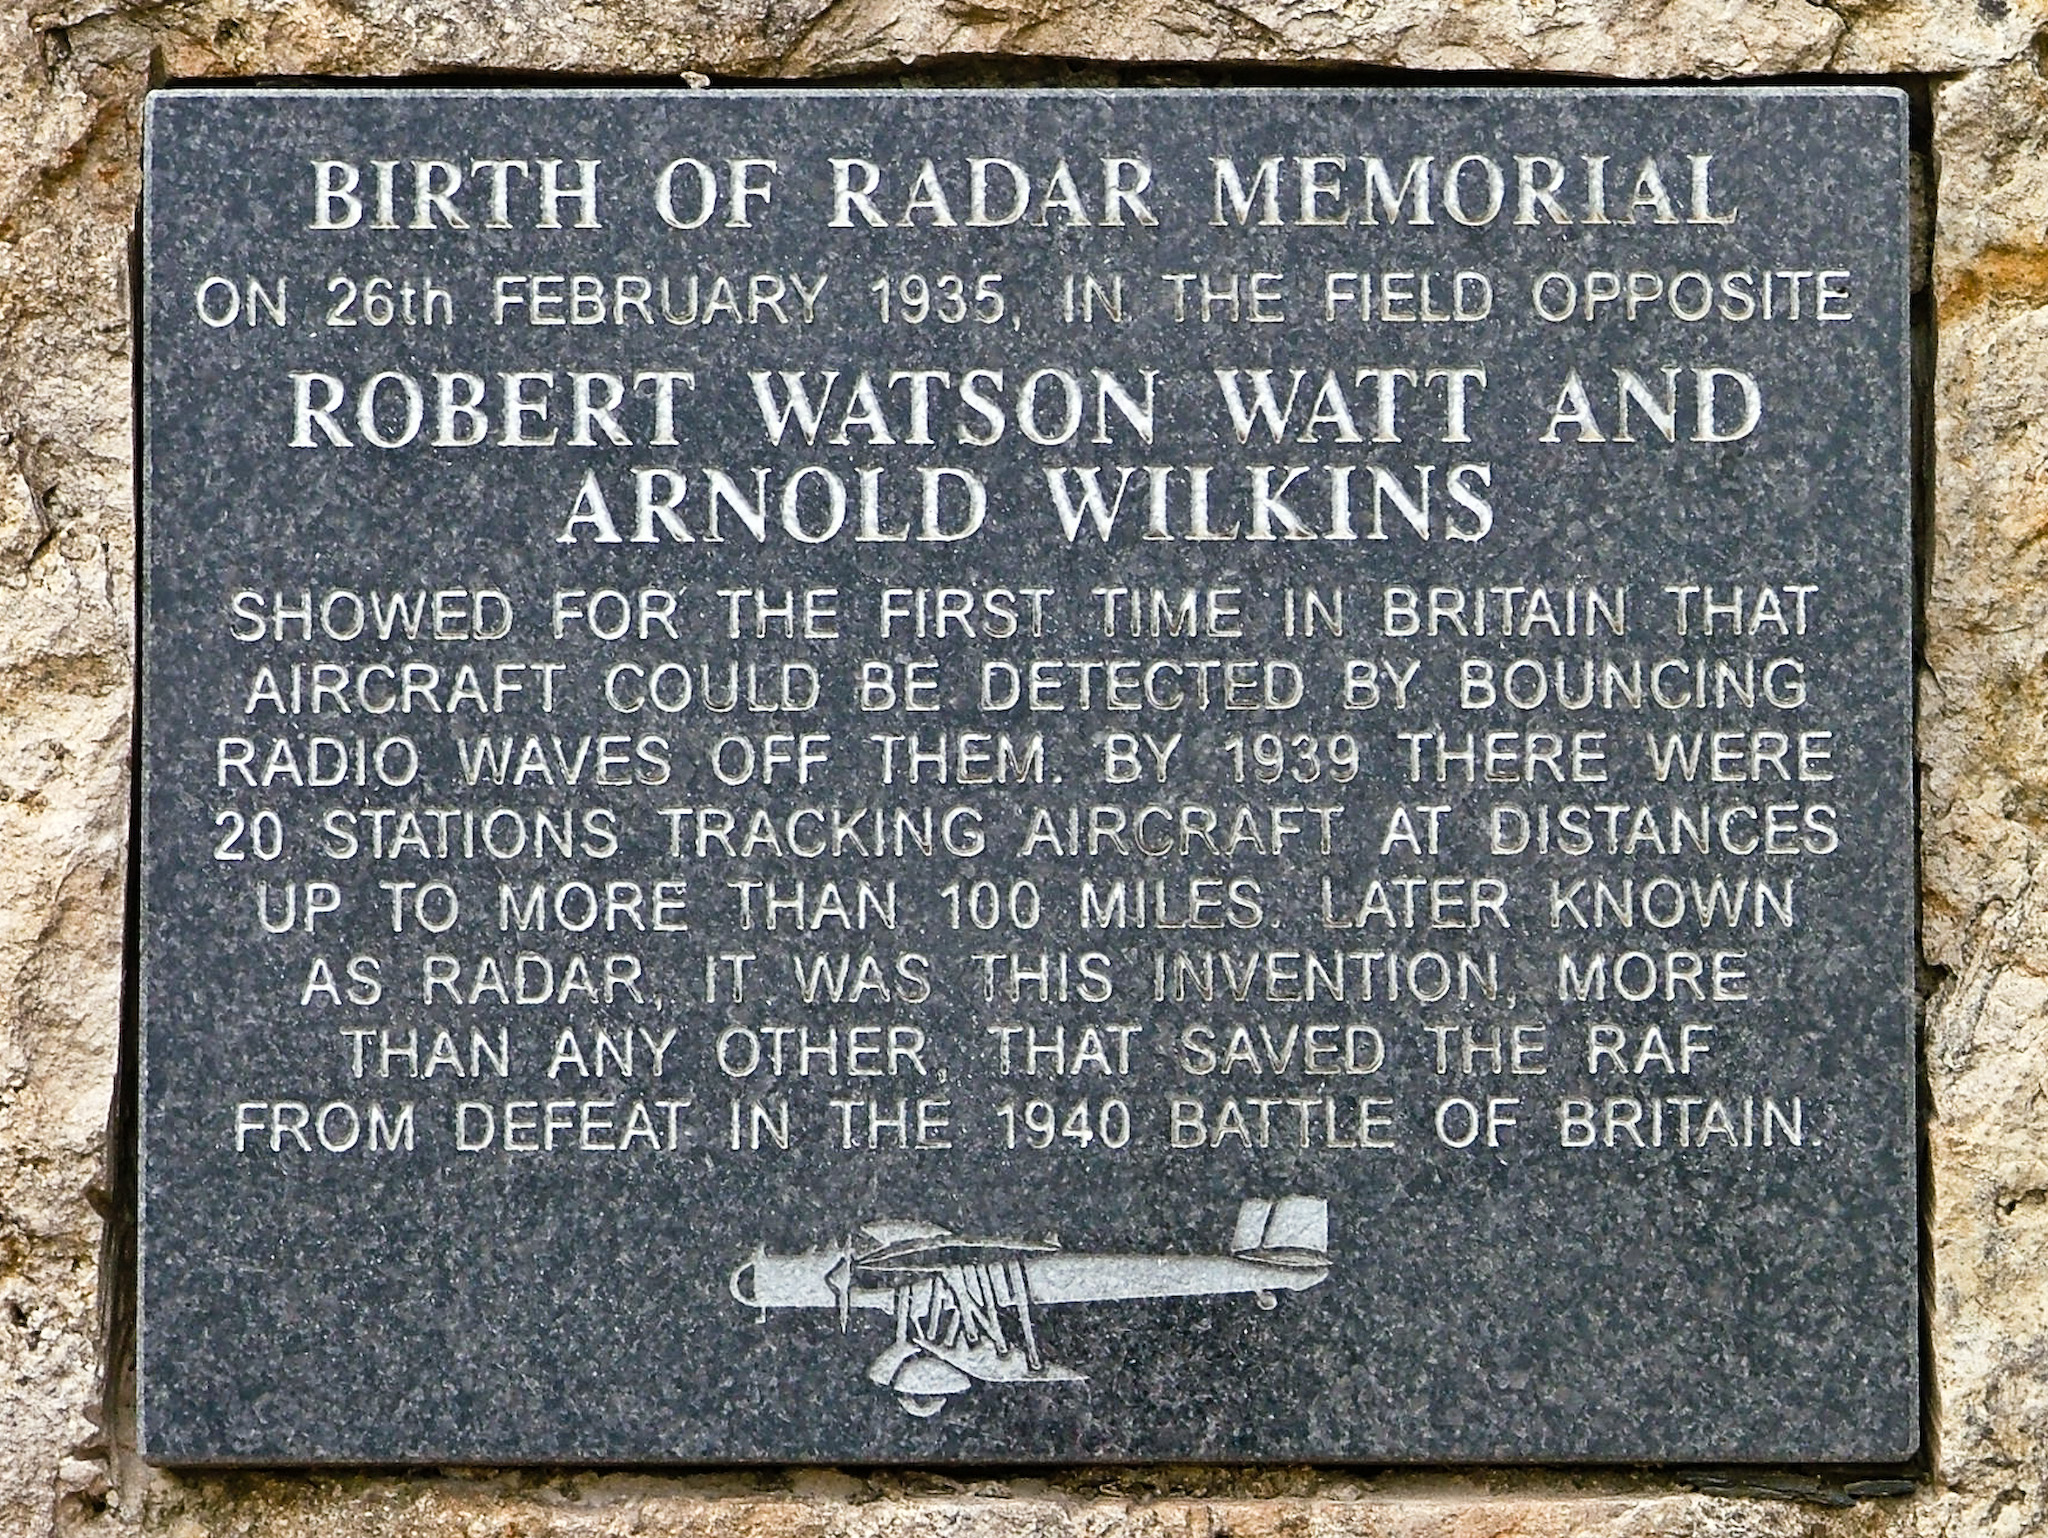 BIRTH OF RADAR MEMORIAL
ON 26th FEBRUARY 1935, IN THE FIELD OPPOSITE
ROBERT WATSON WATT AND
ARNOLD WILKINS
SHOWED FOR THE FIRST TIME IN BRITAIN THAT
AIRCRAFT COULD BE DETECTED BY BOUNCING
RADIO WAVES OFF THEM. BY 1939 THERE WERE
20 STATIONS TRACKING AIRCRAFT AT DISTANCES
UP TO MORE THAN 100 MILES. LATER KNOWN
AS RADAR, IT WAS THIS INVENTION, MORE
THAN ANY OTHER, THAT SAVED THE RAF
FROM DEFEAT IN THE 1940 BATTLE OF BRITAIN.